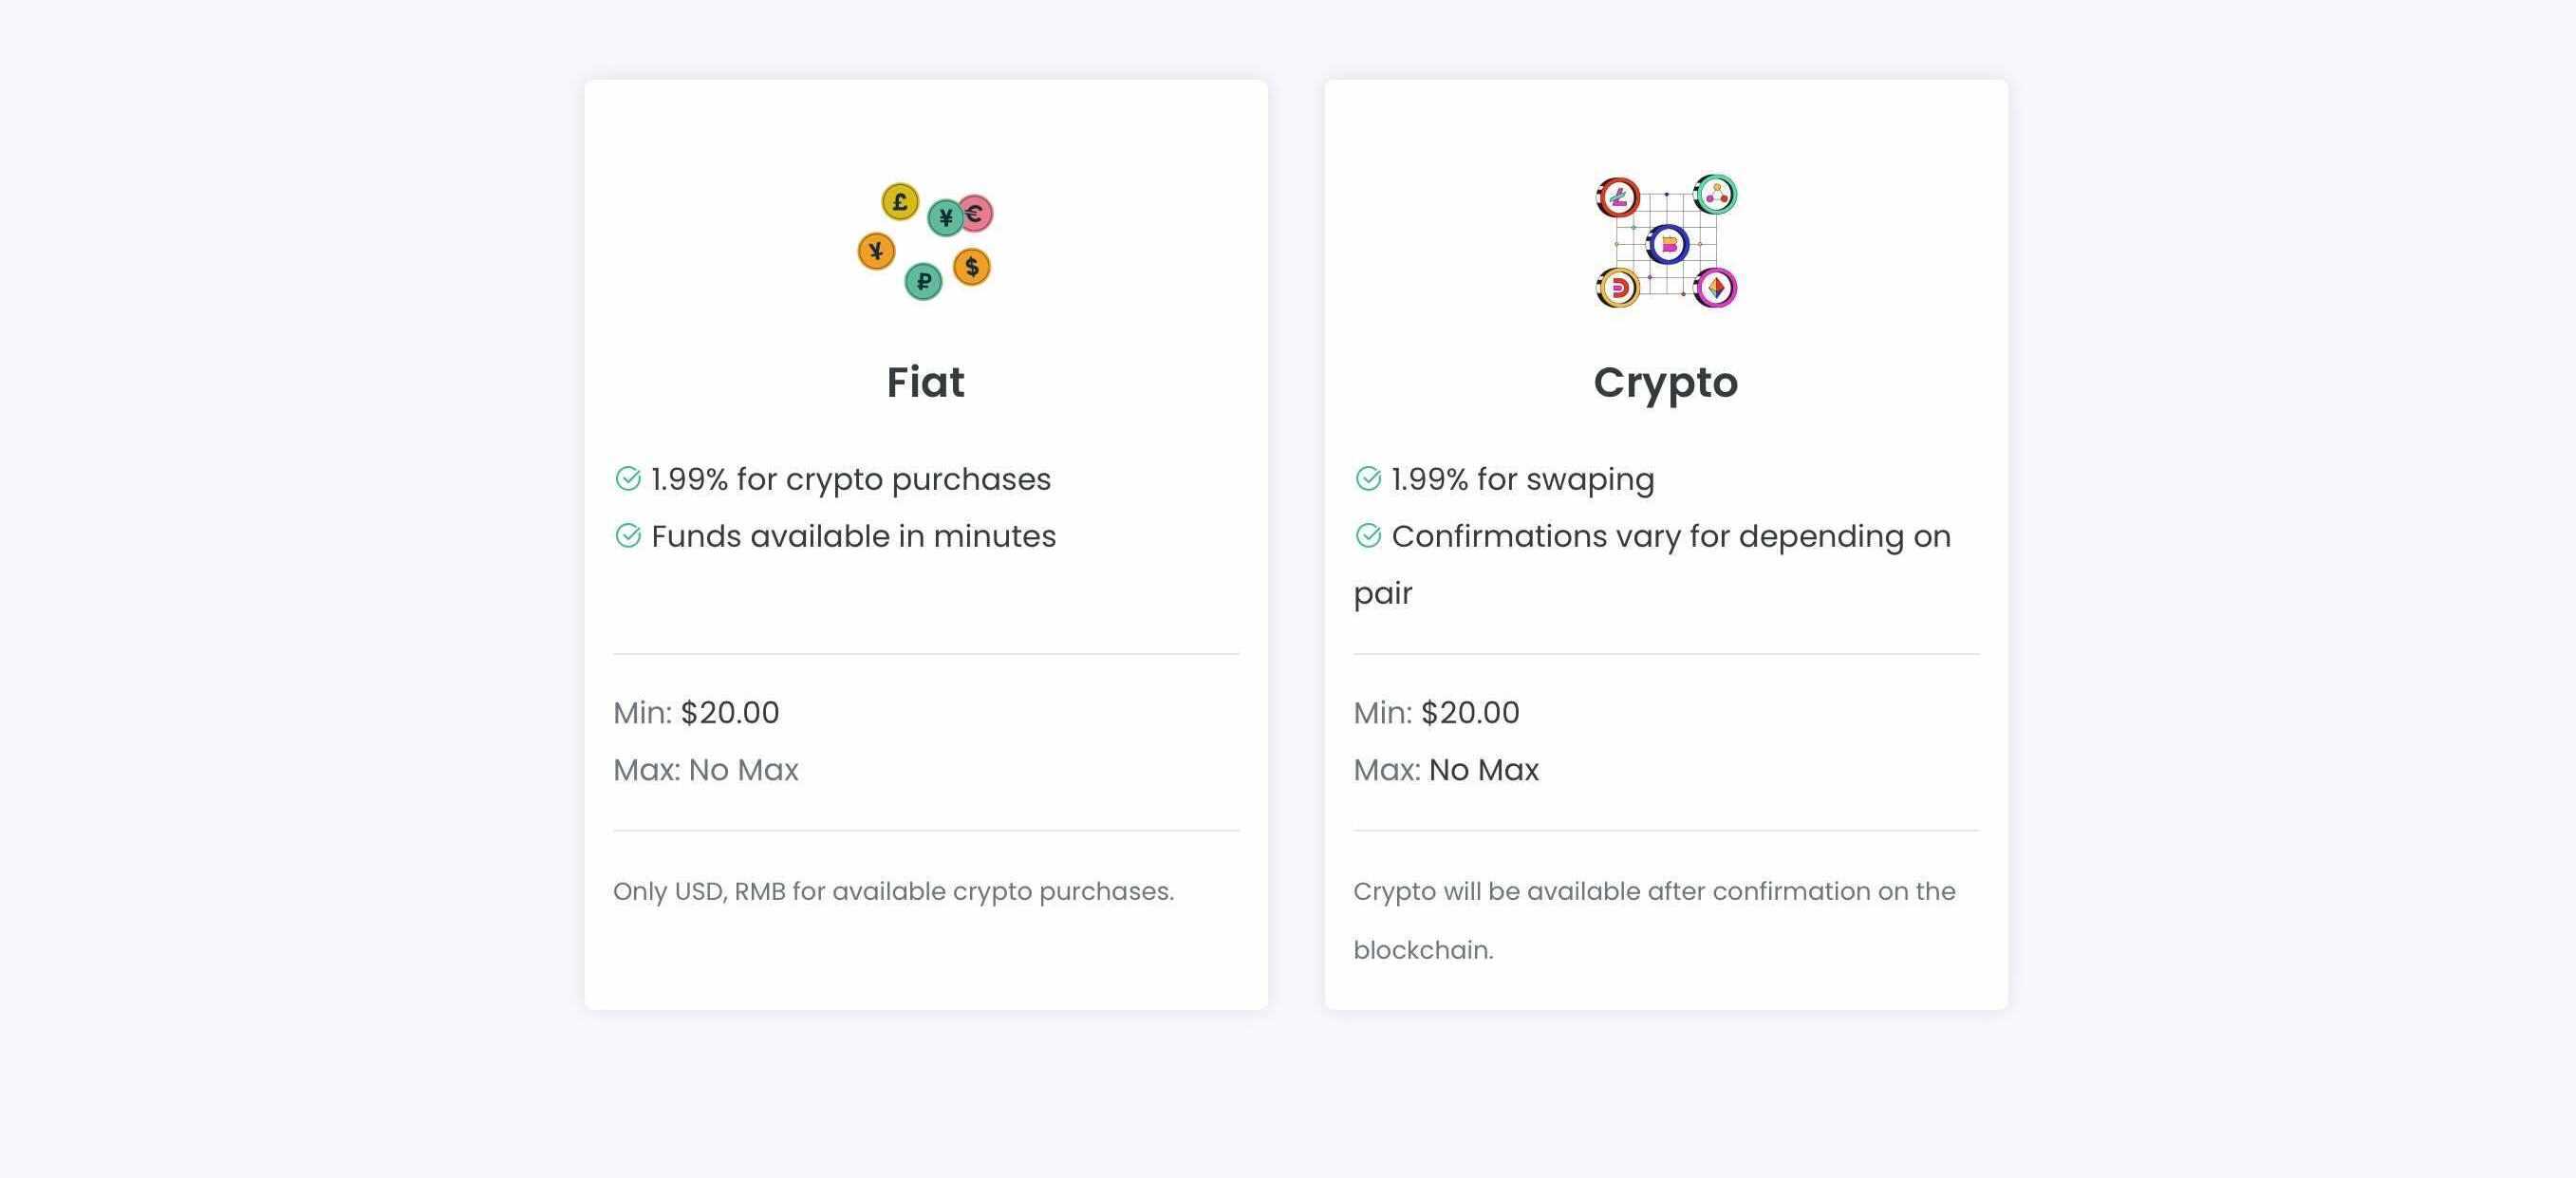 Fiat
1.99% for crypto purchases
Funds available in minutes
Min: $20.00
Max: No Max
Only USD, RMB for available crypto purchases.
Crypto
1.99% for swaping
Confirmations vary for depending on
pair
Min: $20.00
Max: No Max
Crypto will be available after confirmation on the
blockchain.